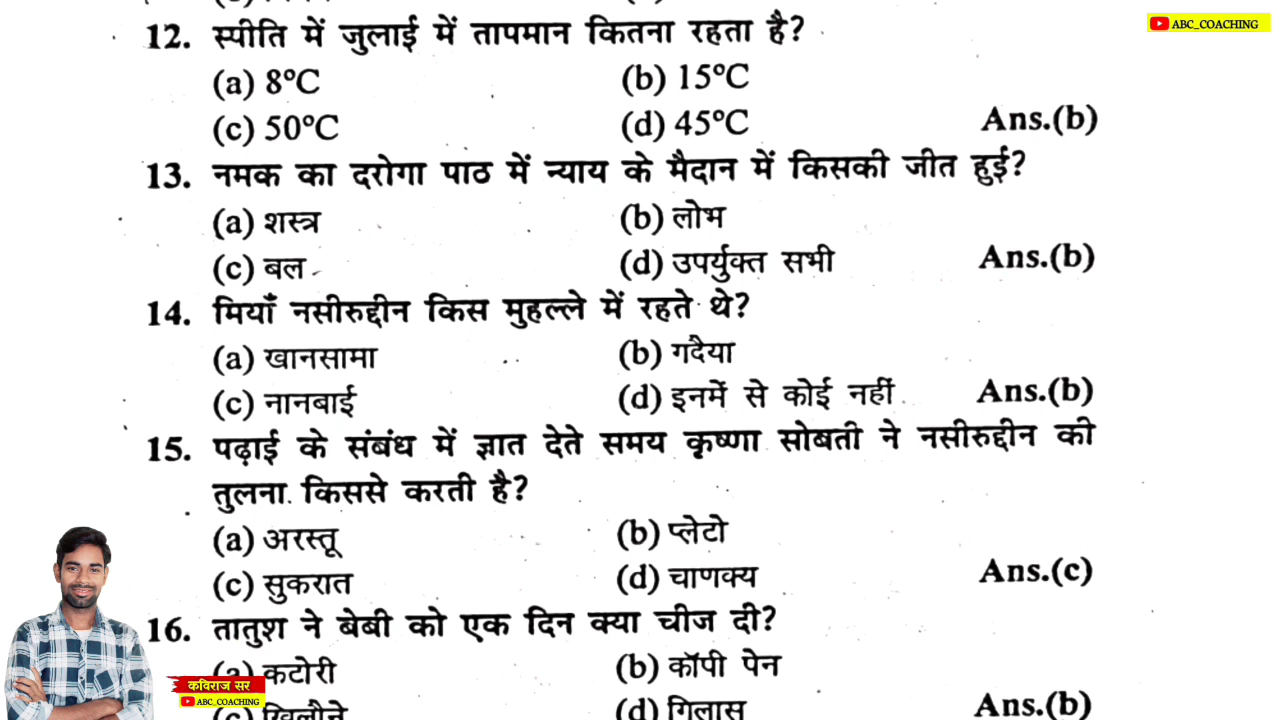 ABC_COACHING
12. स्पीति में जुलाई में तापमान कितना रहता है?
(a) 8°C (b) 15°C
(c) 50°C (d) 45°C Ans.(b)
13. नमक का दरोगा पाठ में न्याय के मैदान में किसकी जीत हुई?
(a) शस्त्र (b) लोभ
(c) बल (d) उपर्युक्त सभी Ans.(b)
14. मियाँ नसीरुद्दीन किस मुहल्ले में रहते थे?
(a) खानसामा (b) गदैया
(c) नानबाई (d) इनमें से कोई नहीं Ans.(b)
15. पढ़ाई के संबंध में ज्ञात देते समय कृष्णा सोबती ने नसीरुद्दीन की
तुलना किससे करती है?
(a) अरस्तू (b) प्लेटो
(c) सुकरात (d) चाणक्य Ans.(c)
16. तातुश ने बेबी को एक दिन क्या चीज दी?
(a) कटोरी (b) कॉपी पेन
(c) खिलौने (d) गिलास Ans.(b)
कविराज सर
ABC_COACHING